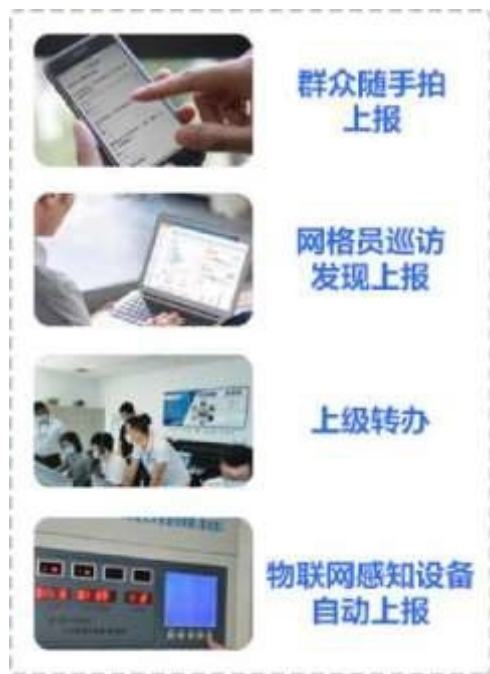 群众随手拍
上报
网格员巡访
发现上报
上级转办
物联网感知设备
自动上报